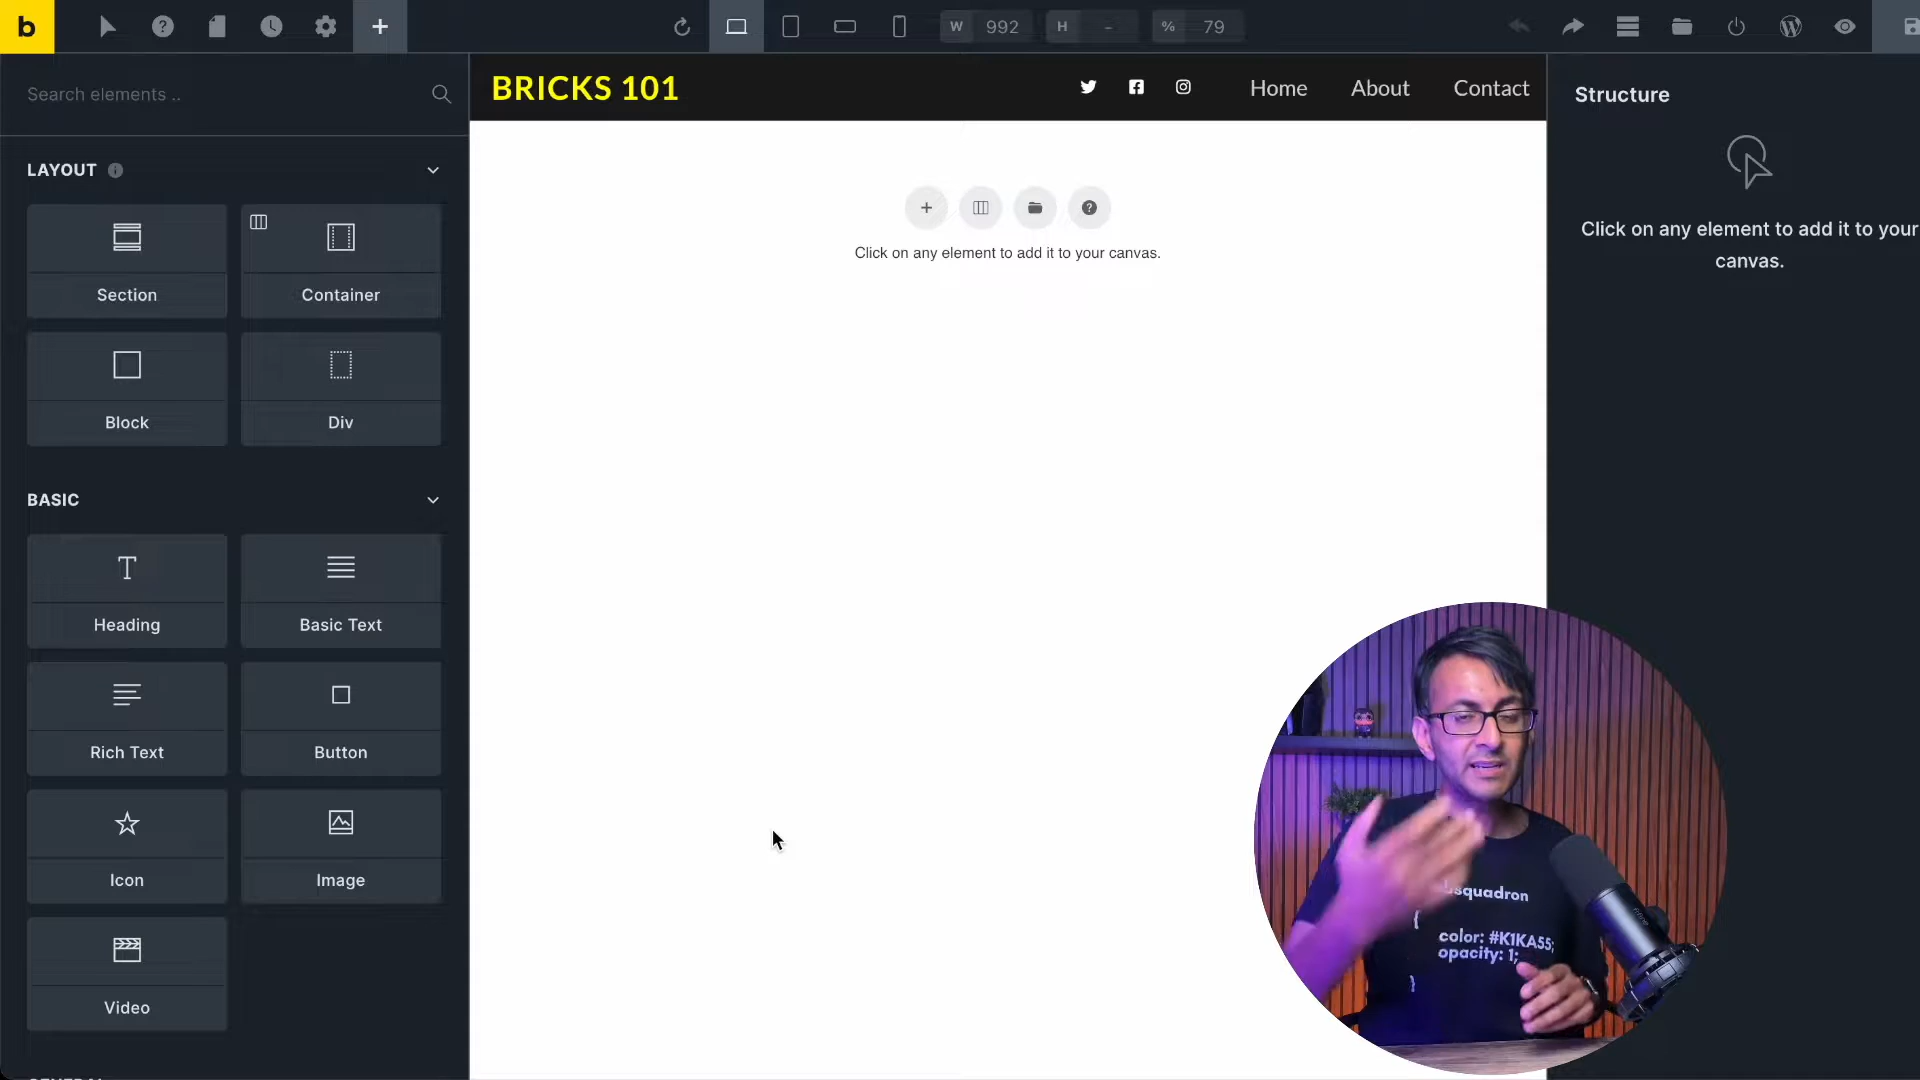 b
W 992 H - % 79
Search elements ..
BRICKS 101
Home About Contact
Structure
LAYOUT
Section Container
Block Div
Click on any element to add it to your canvas.
Click on any element to add it to your
canvas.
BASIC
Heading Basic Text
Rich Text Button
Icon Image
Video
squadron
{
color: #K1KA55;
opacity: 1;
}